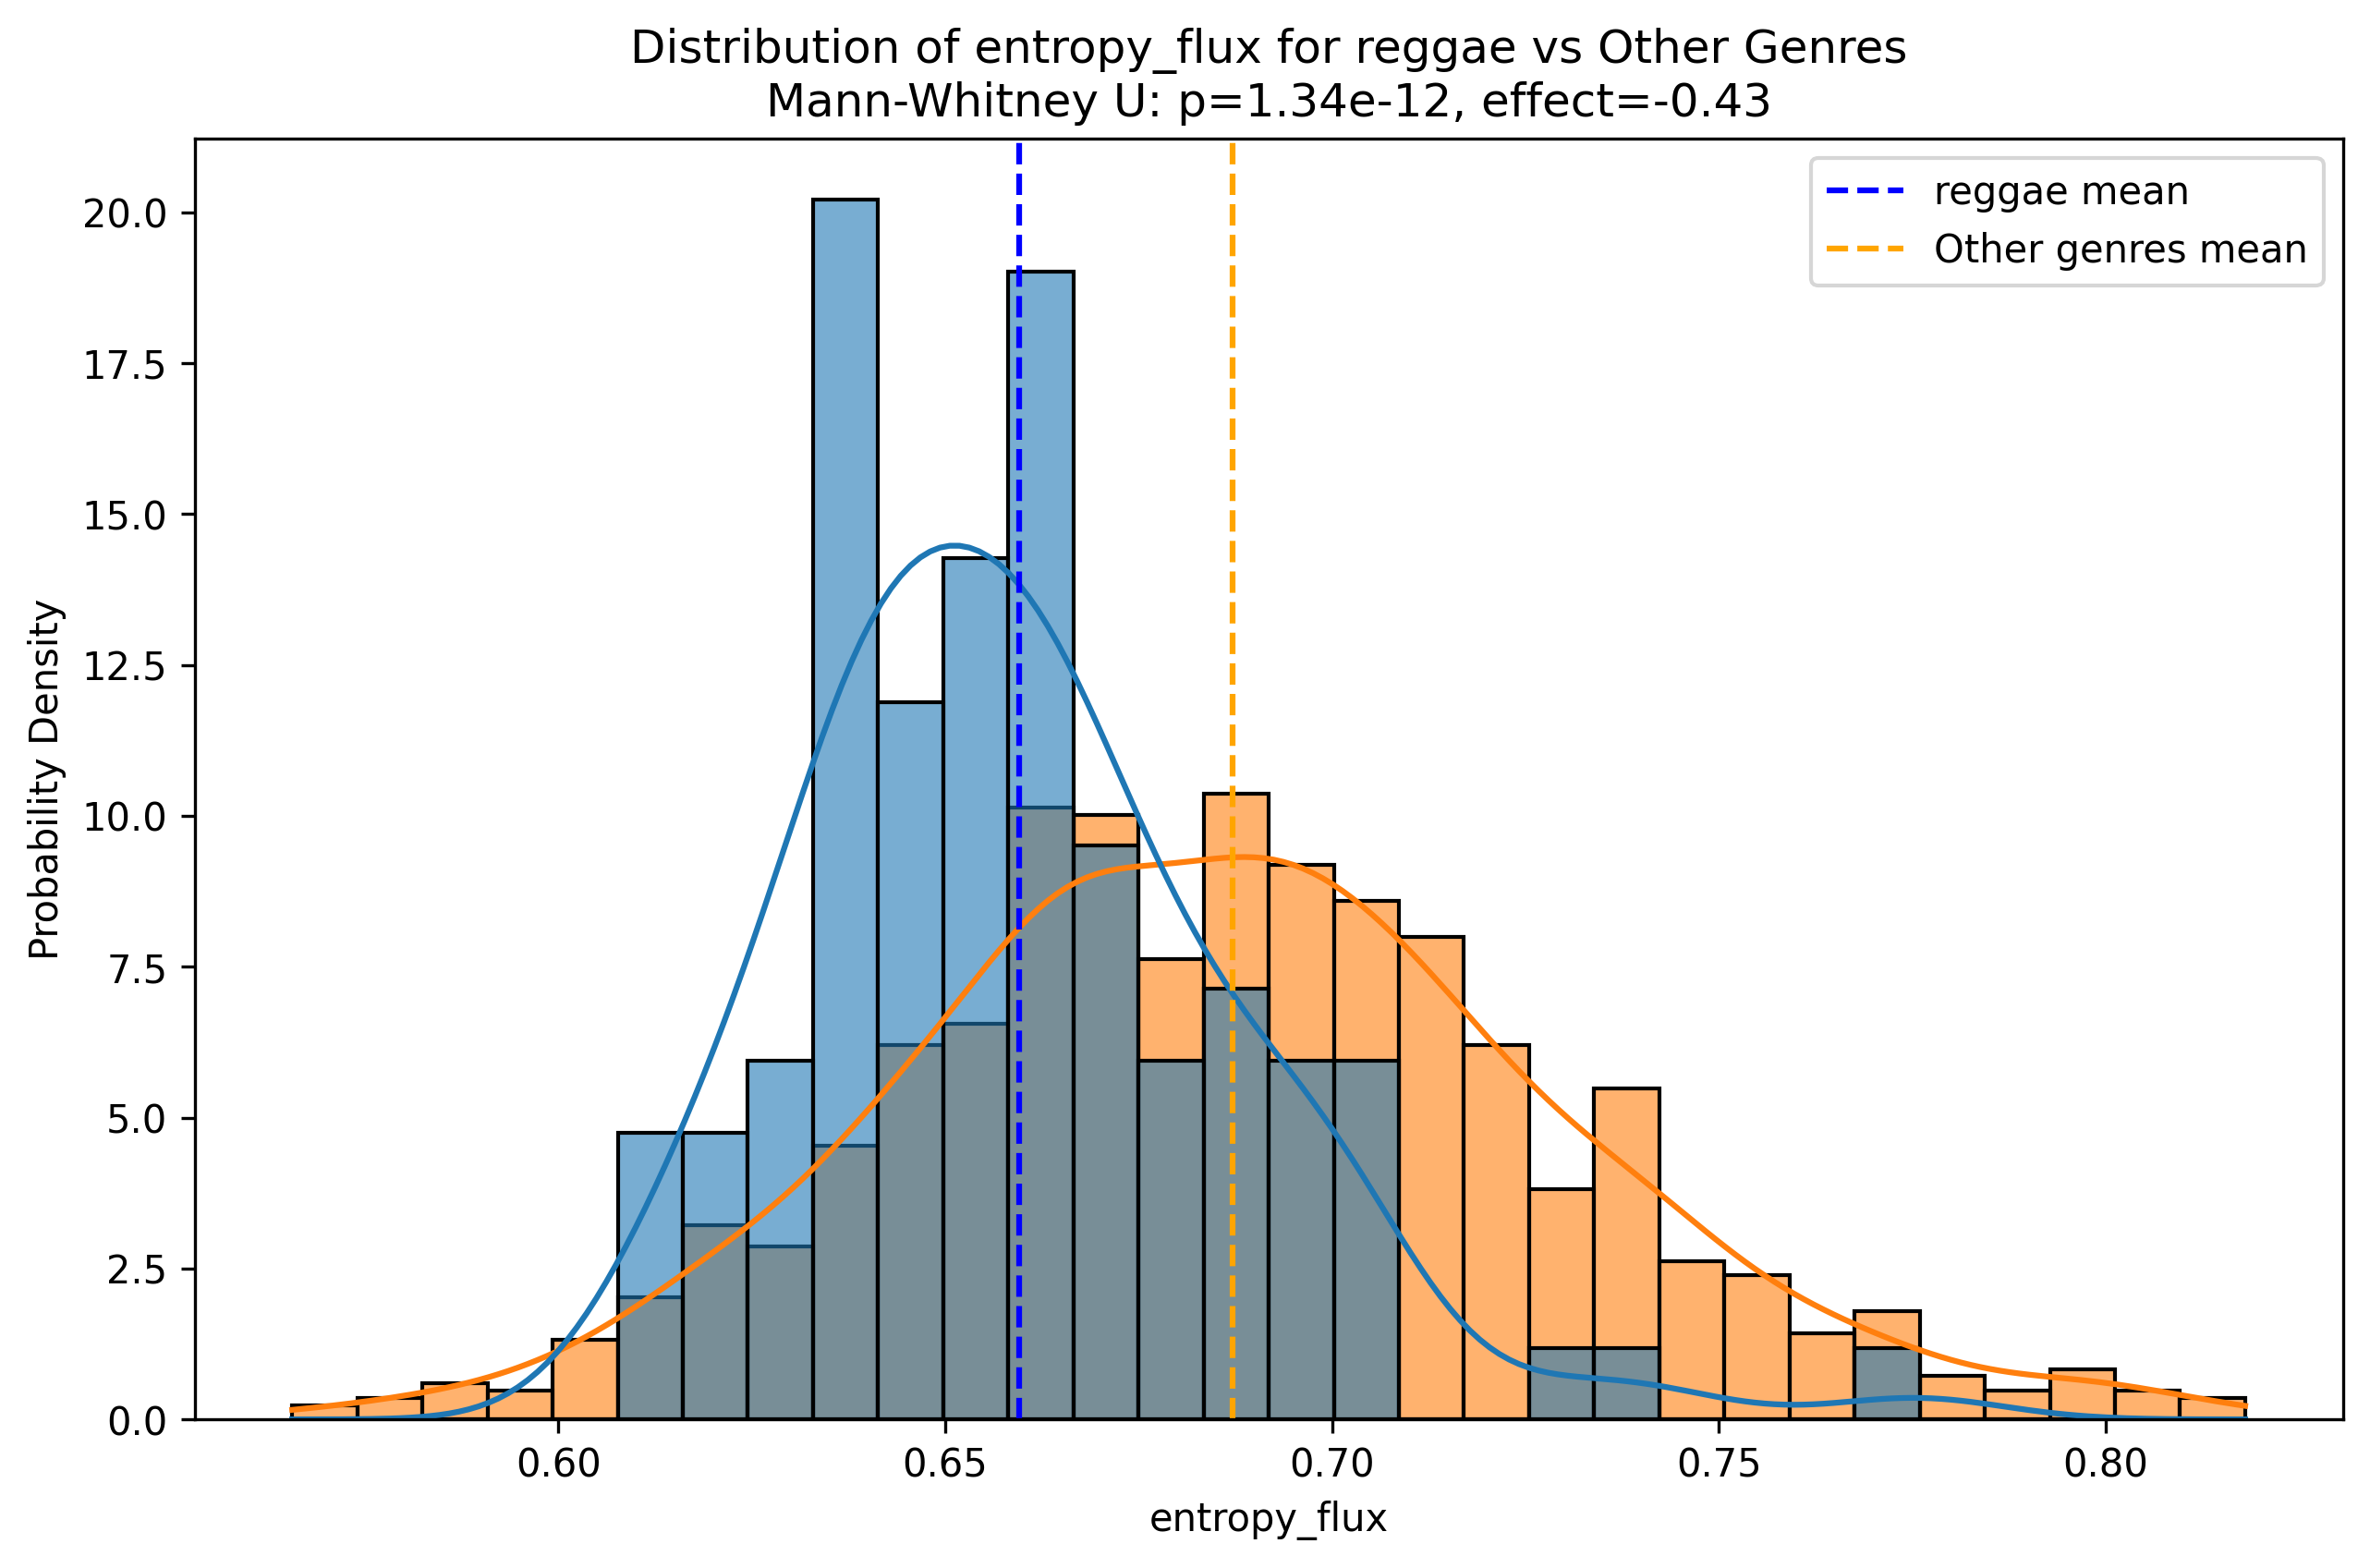 Distribution of entropy_flux for reggae vs Other Genres
Mann-Whitney U: p=1.34e-12, effect=-0.43
reggae mean
Other genres mean
Probability Density
20.0
17.5
15.0
12.5
10.0
7.5
5.0
2.5
0.0
0.60
0.65
0.70
0.75
0.80
entropy_flux